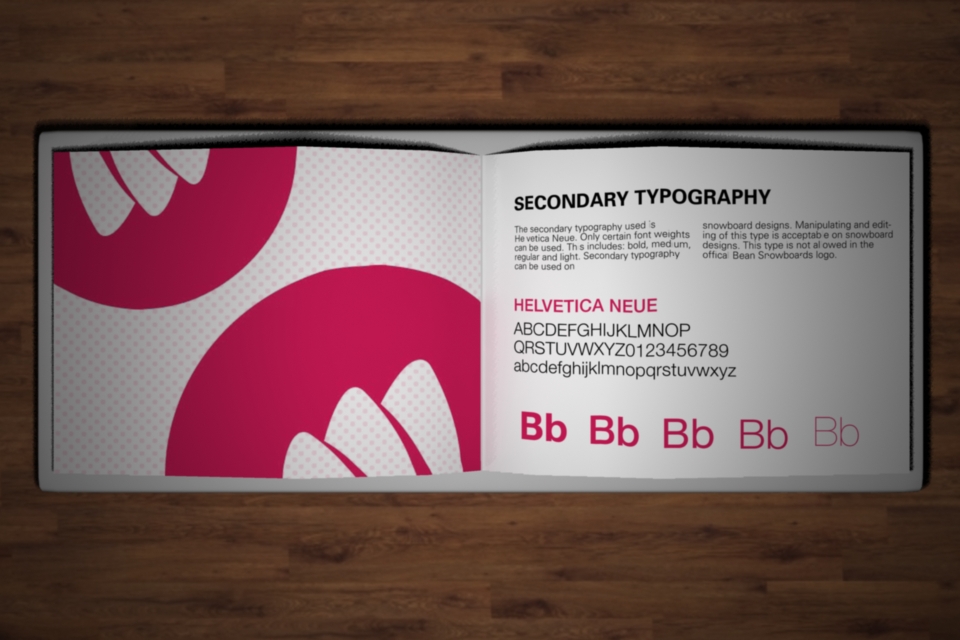 SECONDARY TYPOGRAPHY
The secondary typography used is
Helvetica Neue. Only certain font weights
can be used. This includes: bold, medium,
regular and light. Secondary typography
can be used on
snowboard designs. Manipulating and edit-
ing of this type is acceptable on snowboard
designs. This type is not allowed in the
offical Bean Snowboards logo.
HELVETICA NEUE
ABCDEFGHIJKLMNOP
QRSTUVWXYZ0123456789
abcdefghijklmnopqrstuvwxyz
Bb Bb Bb Bb Bb